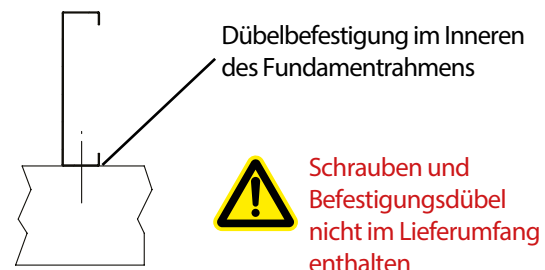 Dübelbefestigung im Inneren
des Fundamentrahmens
Schrauben und
Befestigungsdübel
nicht im Lieferumfang
enthalten